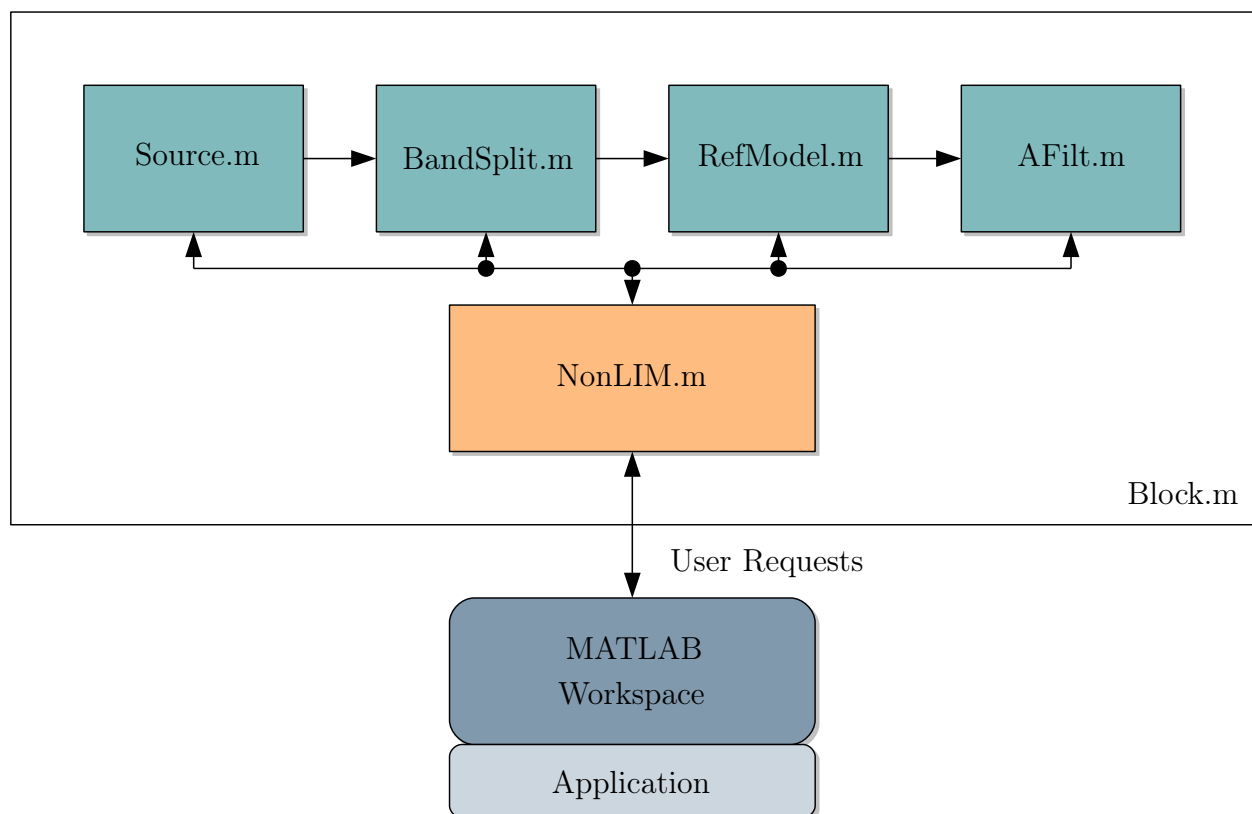 Source.m
BandSplit.m
RefModel.m
AFilt.m
NonLIM.m
Block.m
User Requests
MATLAB
Workspace
Application